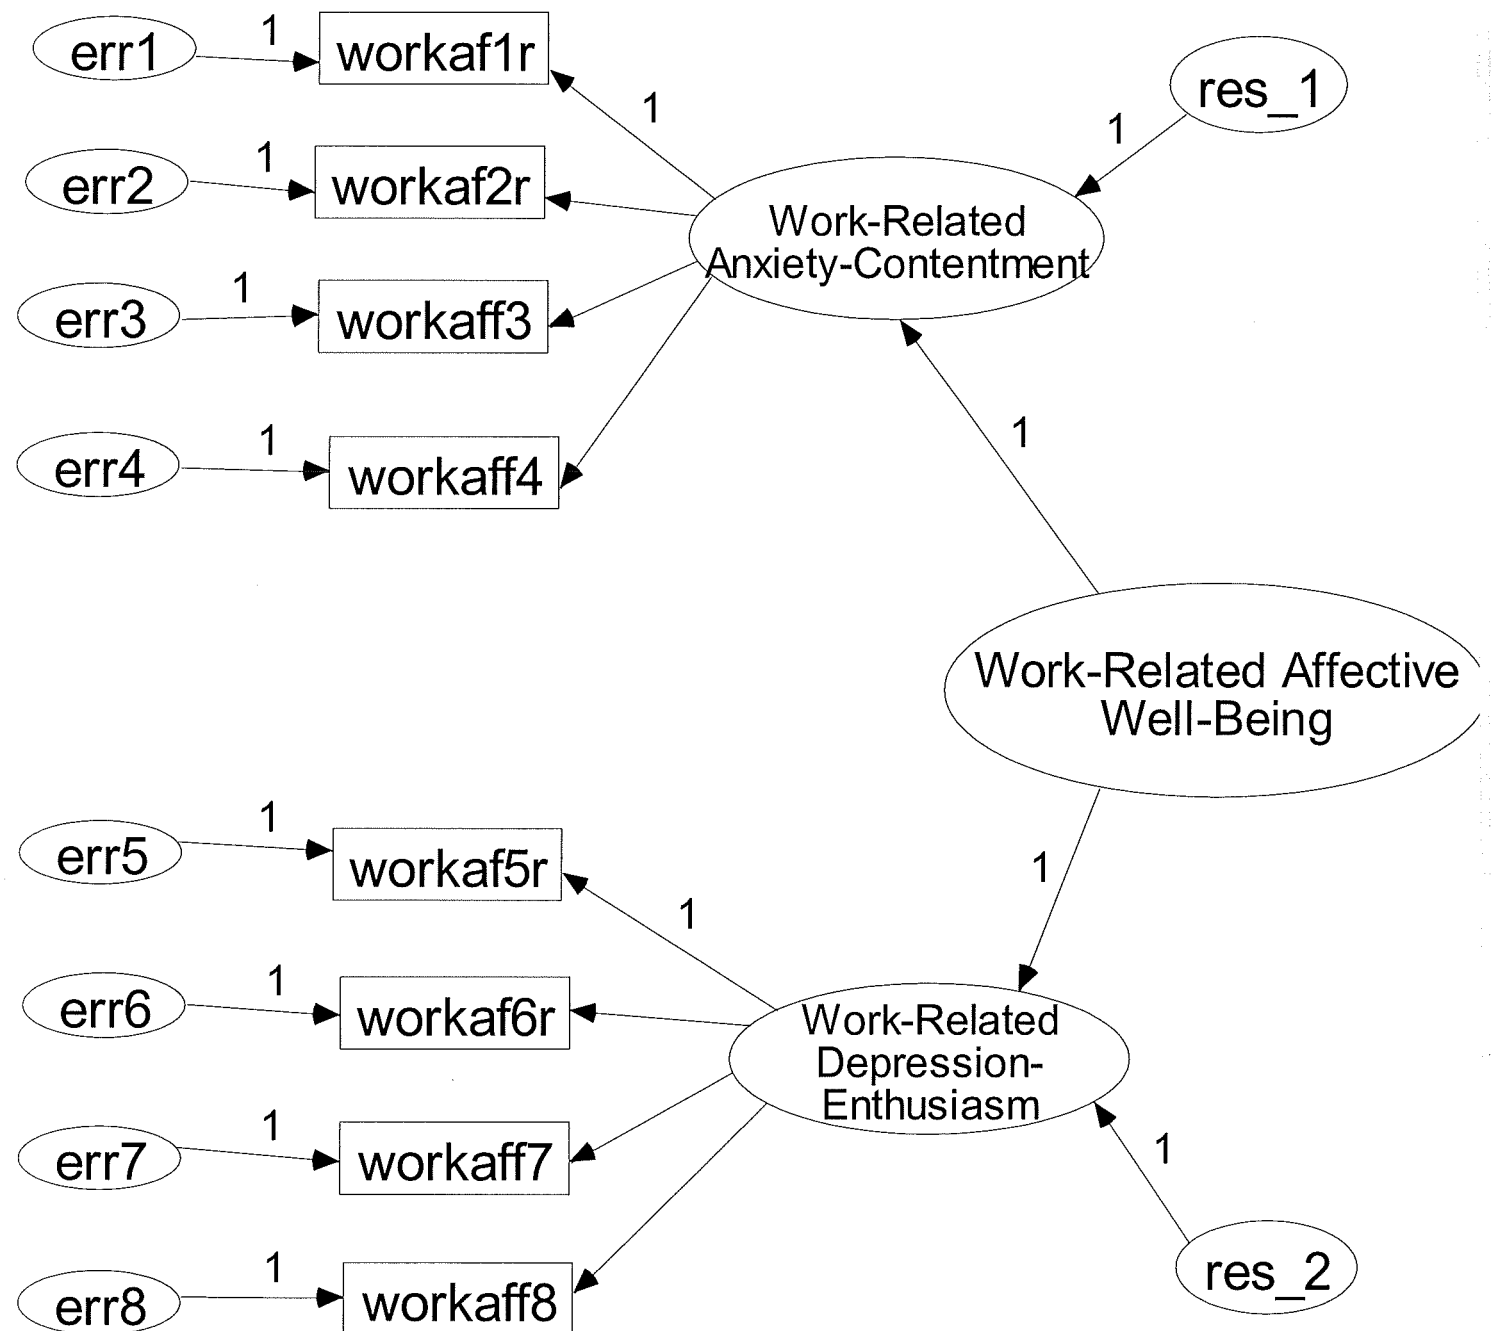 err1
1
workaf1r
1
res_1
1
err2
1
workaf2r
Work-Related
Anxiety-Contentment
err3
1
workaff3
err4
1
workaff4
1
Work-Related Affective
Well-Being
err5
1
workaf5r
1
1
err6
1
workaf6r
Work-Related
Depression-
Enthusiasm
err7
1
workaff7
1
err8
1
workaff8
res_2